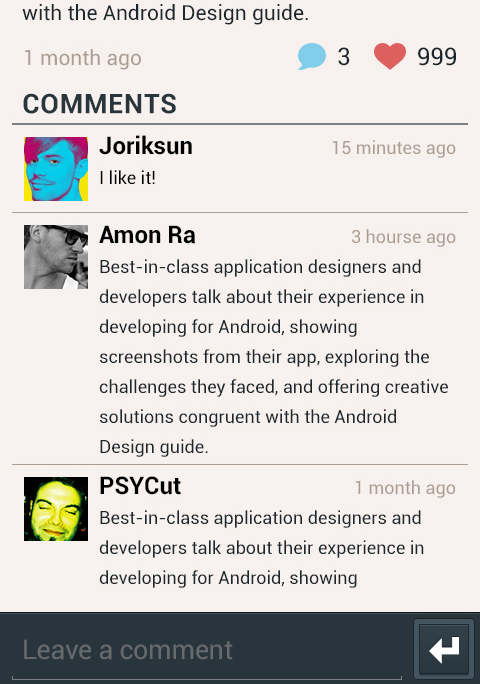 with the Android Design guide.
1 month ago 3 999
COMMENTS
Joriksun 15 minutes ago
I like it!
Amon Ra 3 hourse ago
Best-in-class application designers and
developers talk about their experience in
developing for Android, showing
screenshots from their app, exploring the
challenges they faced, and offering creative
solutions congruent with the Android
Design guide.
PSYCut 1 month ago
Best-in-class application designers and
developers talk about their experience in
developing for Android, showing
Leave a comment